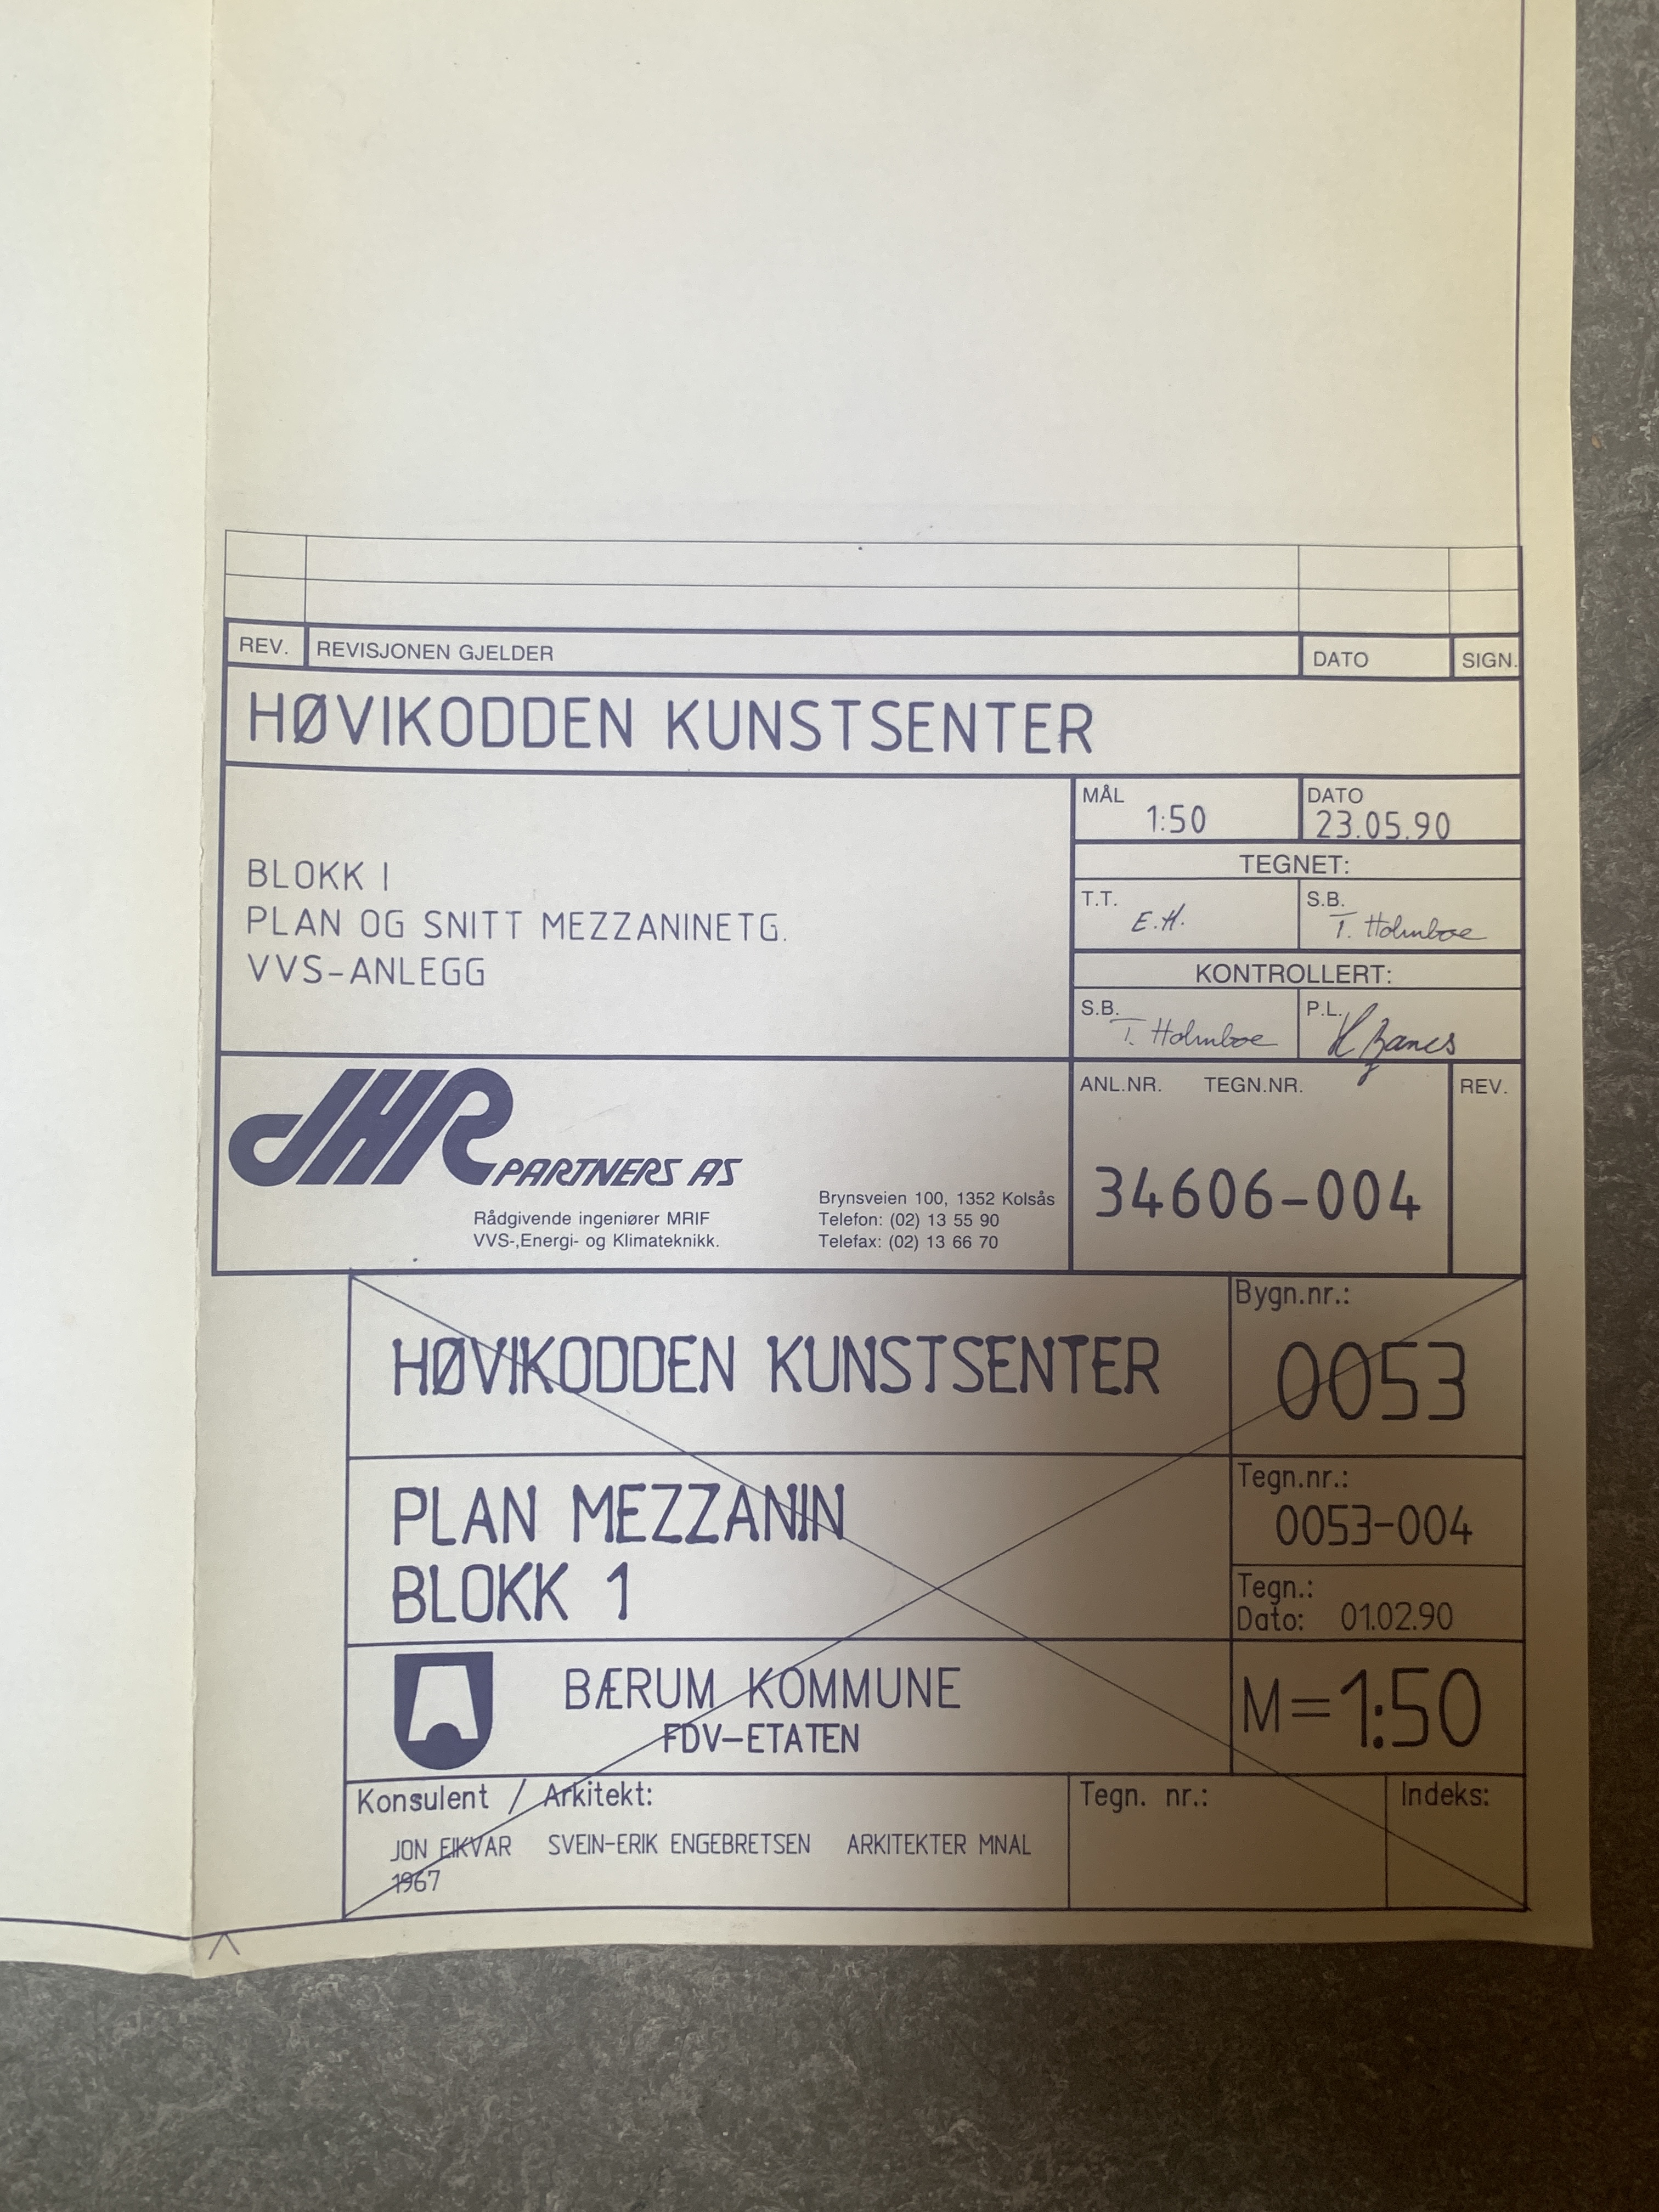 REV. REVISJONEN GJELDER DATO SIGN.
HØVIKODDEN KUNSTSENTER
MÅL 1:50
DATO 23.05.90
BLOKK I
PLAN OG SNITT MEZZANINETG.
VVS-ANLEGG
TEGNET:
T.T. E.H.
S.B. T. Holmboe
KONTROLLERT:
S.B. T. Holmboe
P.L. H.
JHR PARTNERS AS
Rådgivende ingeniører MRIF
VVS-,Energi- og Klimateknikk.
Brynsveien 100, 1352 Kolsås
Telefon: (02) 13 55 90
Telefax: (02) 13 66 70
ANL.NR. TEGN.NR. REV.
34606-004
HØVIKODDEN KUNSTSENTER
Bygn.nr.:
0053
PLAN MEZZANIN
BLOKK 1
Tegn.nr.:
0053-004
Tegn.:
Dato: 01.02.90
BÆRUM KOMMUNE
FDV-ETATEN
M=1:50
Konsulent / Arkitekt:
JON EIKVAR SVEIN-ERIK ENGEBRETSEN ARKITEKTER MNAL
1967
Tegn. nr.:
Indeks: